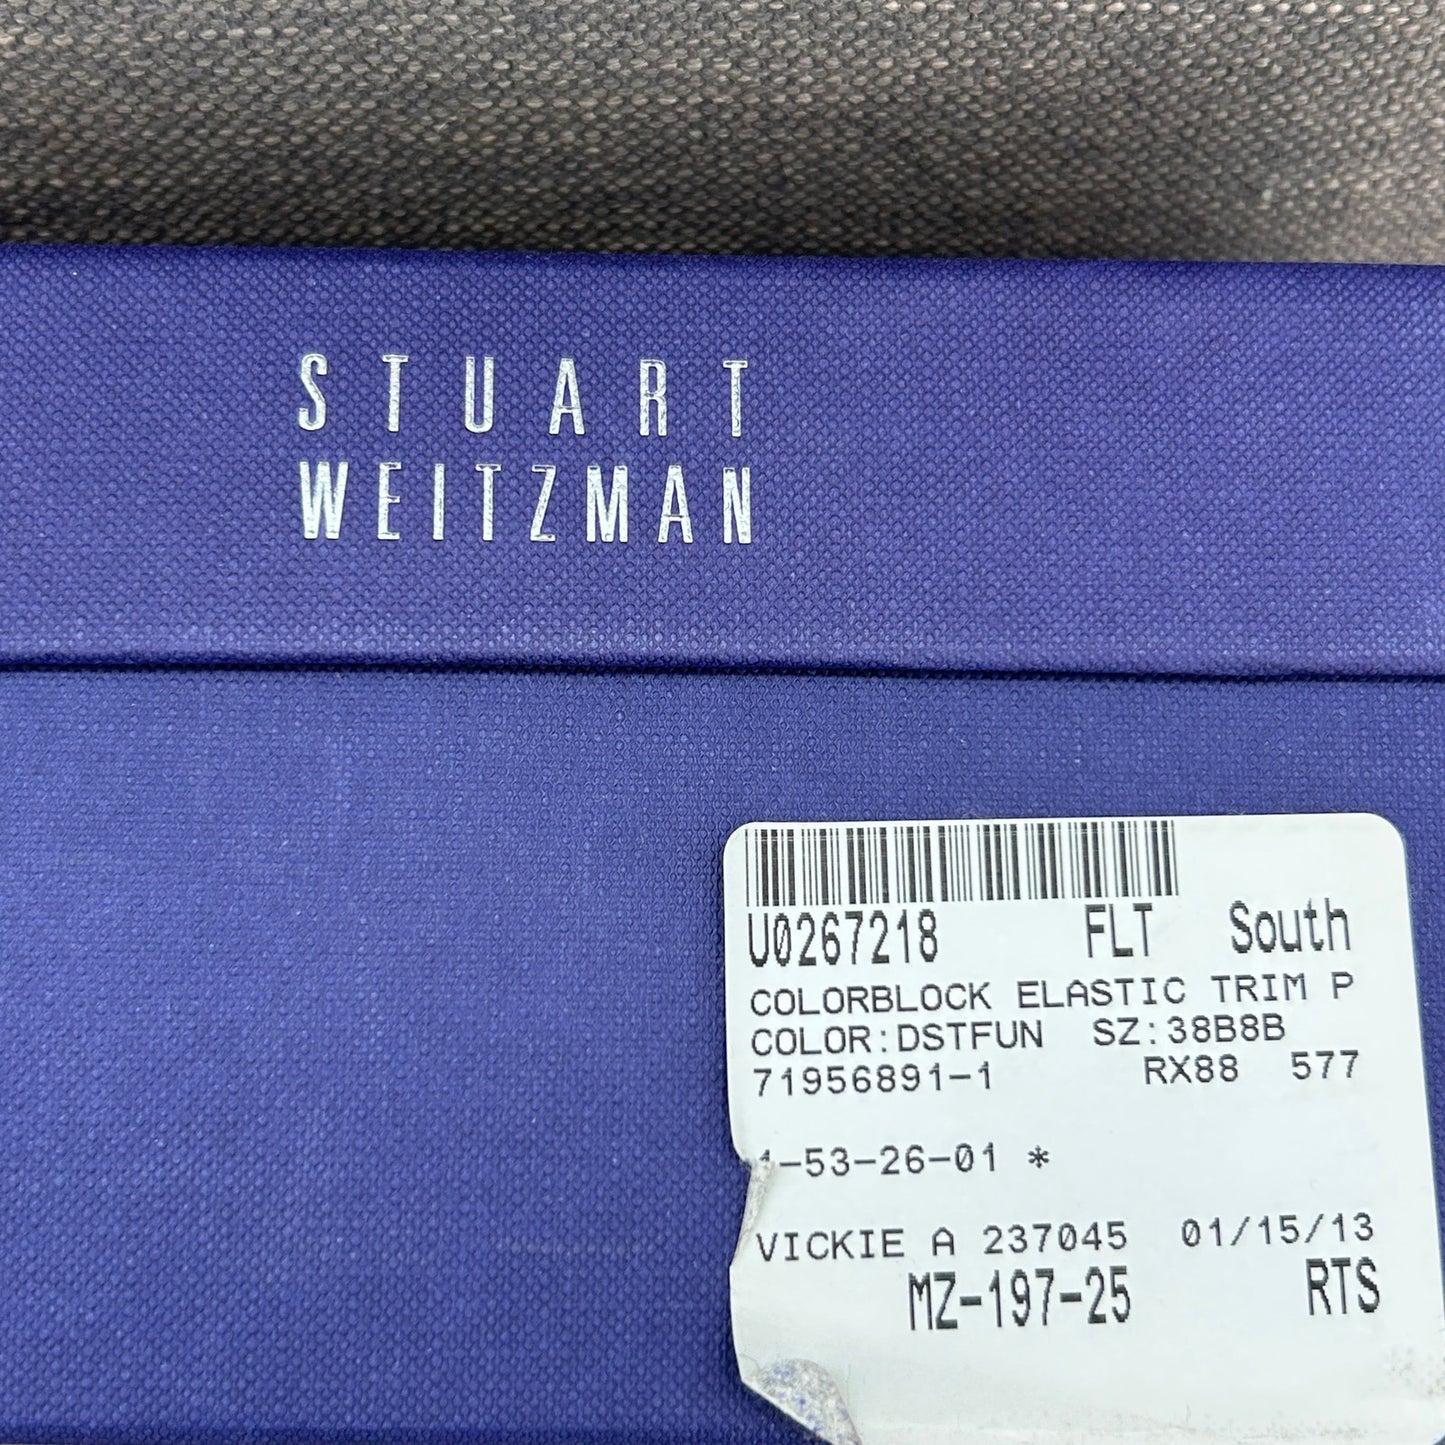 STUART
WEITZMAN
U0267218 FLT South
COLORBLOCK ELASTIC TRIM P
COLOR:DSTFUN SZ:38B8B
71956891-1 RX88 577
1-53-26-01 *
VICKIE A 237045 01/15/13
MZ-197-25 RTS